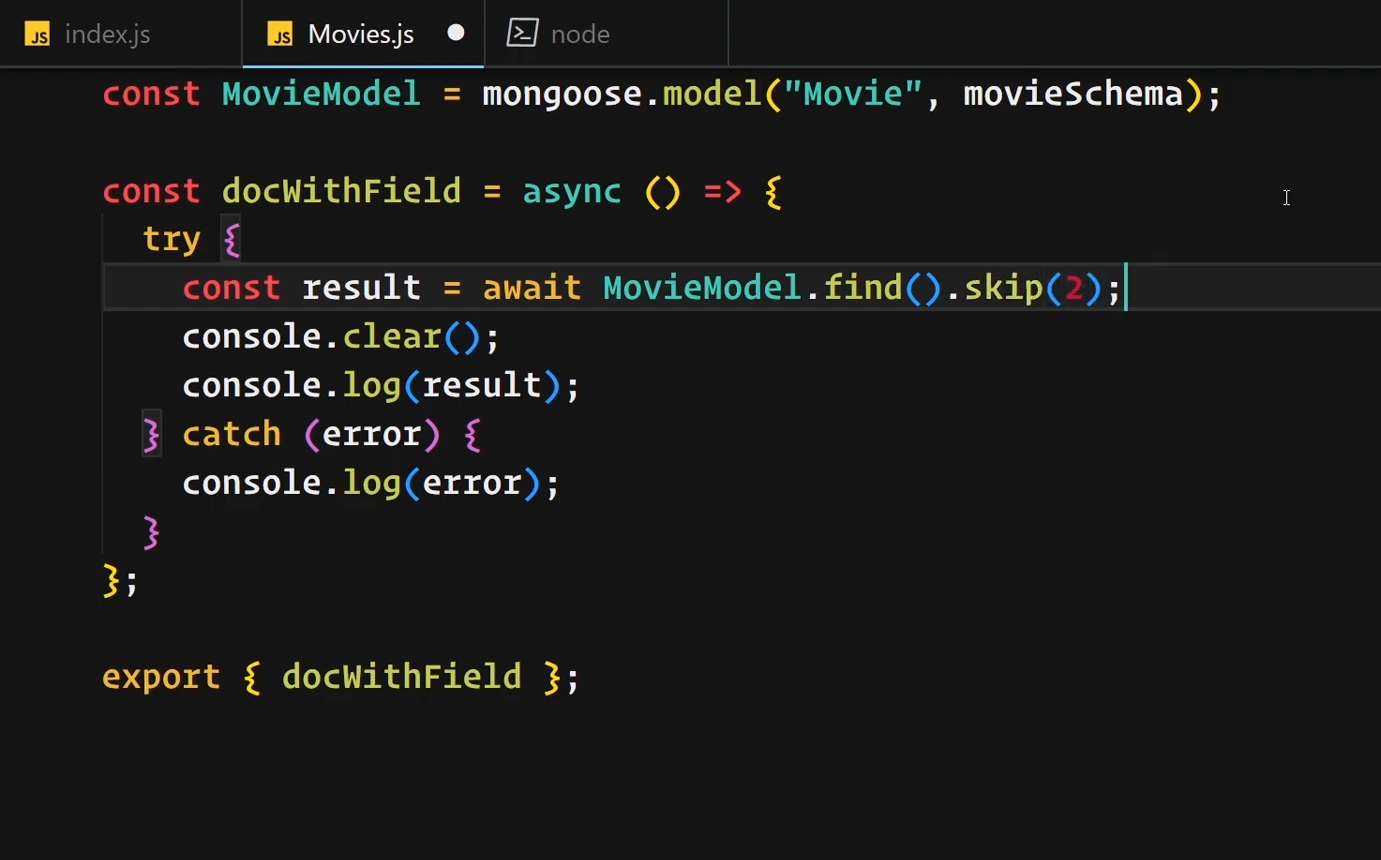 JS index.js JS Movies.js node
const MovieModel = mongoose.model("Movie", movieSchema);
const docWithField = async () => {
try {
const result = await MovieModel.find().skip(2);
console.clear();
console.log(result);
} catch (error) {
console.log(error);
}
};
export { docWithField };